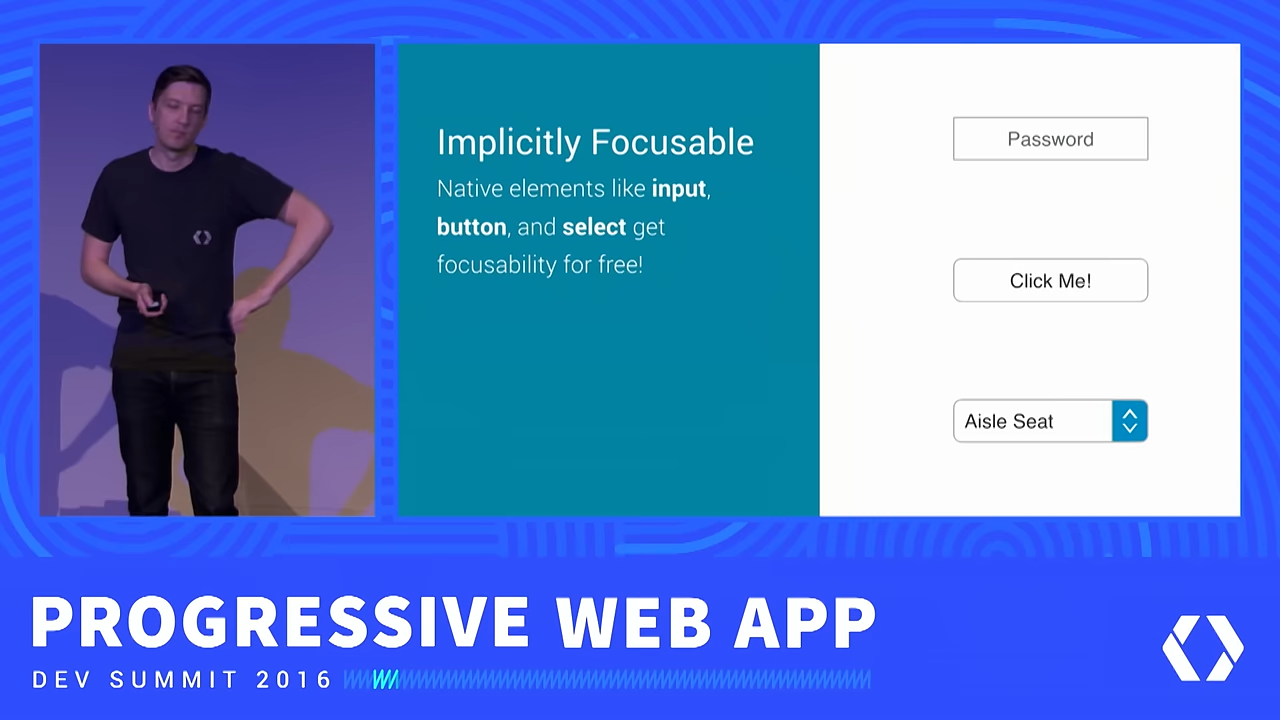 Implicitly Focusable
Native elements like input,
button, and select get
focusability for free!
Password
Click Me!
Aisle Seat
PROGRESSIVE WEB APP
DEV SUMMIT 2016